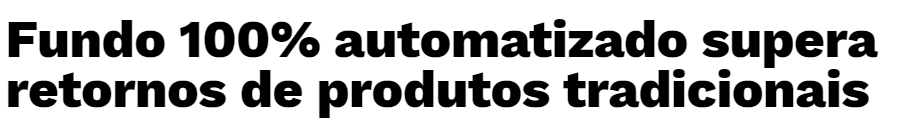 Fundo 100% automatizado supera
retornos de produtos tradicionais